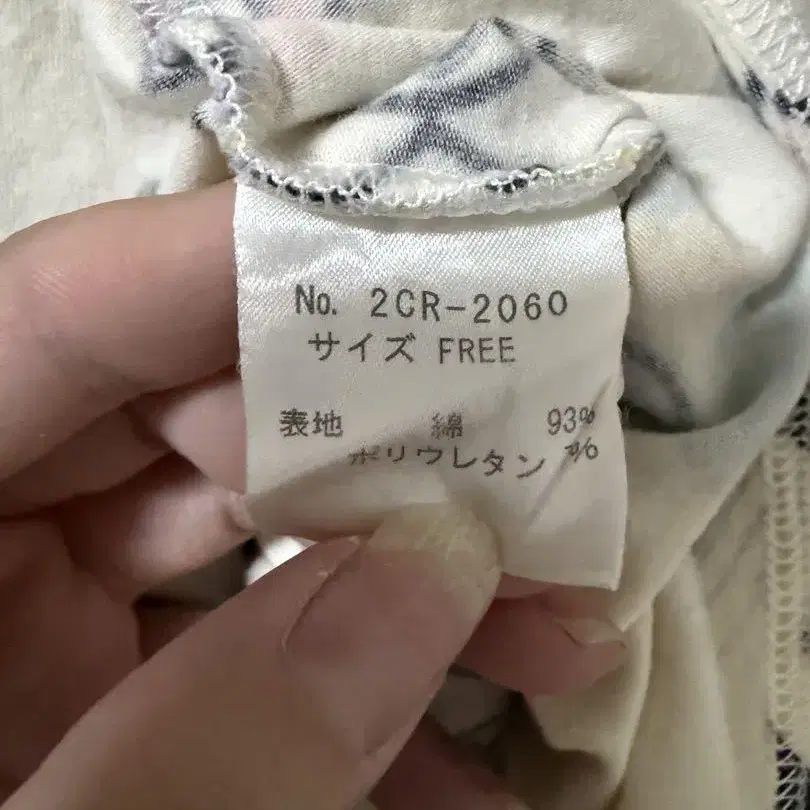 No. 2CR-2060
サイズ FREE
表地 綿 93%
ポリウレタン %